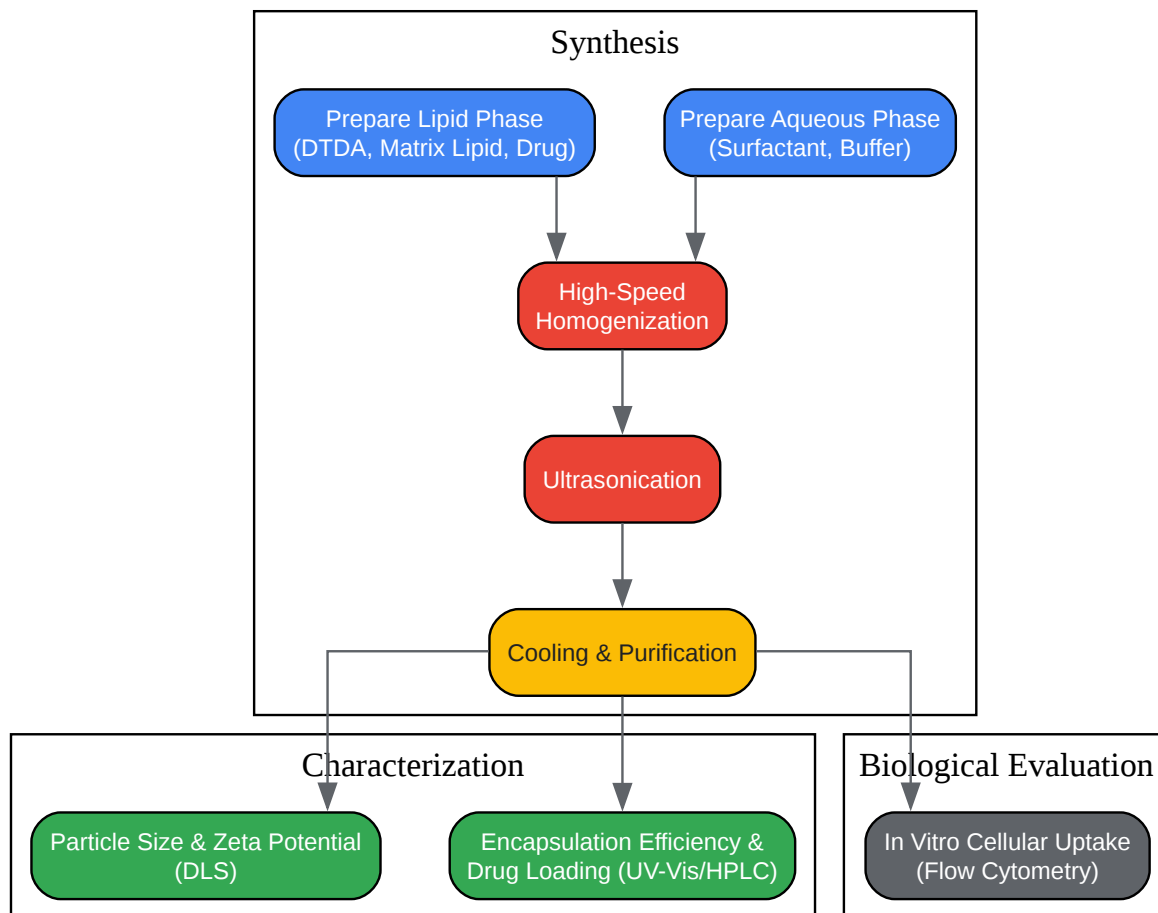 Synthesis
Prepare Lipid Phase
(DTDA, Matrix Lipid, Drug)
Prepare Aqueous Phase
(Surfactant, Buffer)
High-Speed
Homogenization
Ultrasonication
Cooling & Purification
Characterization
Biological Evaluation
Particle Size & Zeta Potential
(DLS)
Encapsulation Efficiency &
Drug Loading (UV-Vis/HPLC)
In Vitro Cellular Uptake
(Flow Cytometry)